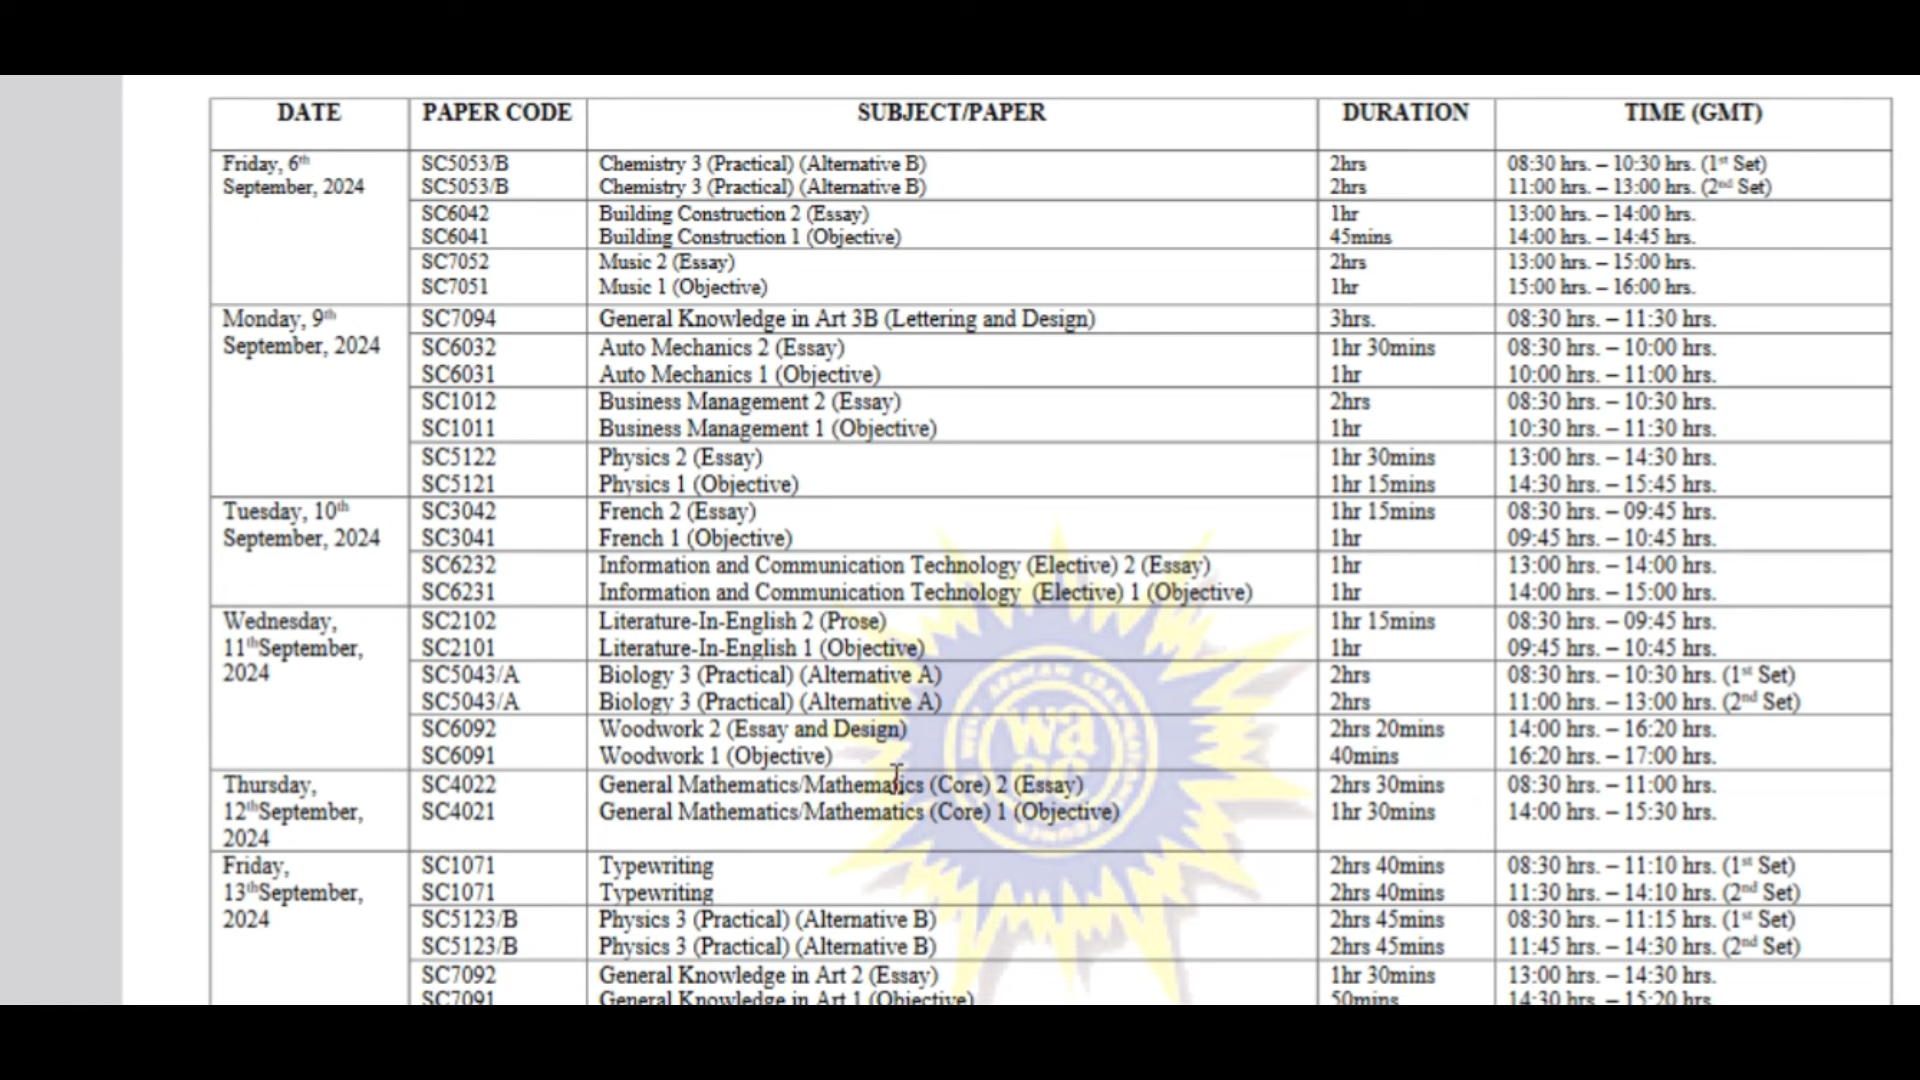 DATE PAPER CODE SUBJECT/PAPER DURATION TIME (GMT)
Friday, 6th SC5053/B Chemistry 3 (Practical) (Alternative B) 2hrs 08:30 hrs. – 10:30 hrs. (1st Set)
September, 2024 SC5053/B Chemistry 3 (Practical) (Alternative B) 2hrs 11:00 hrs. – 13:00 hrs. (2nd Set)
SC6042 Building Construction 2 (Essay) 1hr 13:00 hrs. – 14:00 hrs.
SC6041 Building Construction 1 (Objective) 45mins 14:00 hrs. – 14:45 hrs.
SC7052 Music 2 (Essay) 2hrs 13:00 hrs. – 15:00 hrs.
SC7051 Music 1 (Objective) 1hr 15:00 hrs. – 16:00 hrs.
Monday, 9th SC7094 General Knowledge in Art 3B (Lettering and Design) 3hrs. 08:30 hrs. – 11:30 hrs.
September, 2024 SC6032 Auto Mechanics 2 (Essay) 1hr 30mins 08:30 hrs. – 10:00 hrs.
SC6031 Auto Mechanics 1 (Objective) 1hr 10:00 hrs. – 11:00 hrs.
SC1012 Business Management 2 (Essay) 2hrs 08:30 hrs. – 10:30 hrs.
SC1011 Business Management 1 (Objective) 1hr 10:30 hrs. – 11:30 hrs.
SC5122 Physics 2 (Essay) 1hr 30mins 13:00 hrs. – 14:30 hrs.
SC5121 Physics 1 (Objective) 1hr 15mins 14:30 hrs. – 15:45 hrs.
Tuesday, 10th SC3042 French 2 (Essay) 1hr 15mins 08:30 hrs. – 09:45 hrs.
September, 2024 SC3041 French 1 (Objective) 1hr 09:45 hrs. – 10:45 hrs.
SC6232 Information and Communication Technology (Elective) 2 (Essay) 1hr 13:00 hrs. – 14:00 hrs.
SC6231 Information and Communication Technology (Elective) 1 (Objective) 1hr 14:00 hrs. – 15:00 hrs.
Wednesday, SC2102 Literature-In-English 2 (Prose) 1hr 15mins 08:30 hrs. – 09:45 hrs.
11thSeptember, SC2101 Literature-In-English 1 (Objective) 1hr 09:45 hrs. – 10:45 hrs.
2024 SC5043/A Biology 3 (Practical) (Alternative A) 2hrs 08:30 hrs. – 10:30 hrs. (1st Set)
SC5043/A Biology 3 (Practical) (Alternative A) 2hrs 11:00 hrs. – 13:00 hrs. (2nd Set)
SC6092 Woodwork 2 (Essay and Design) 2hrs 20mins 14:00 hrs. – 16:20 hrs.
SC6091 Woodwork 1 (Objective) 40mins 16:20 hrs. – 17:00 hrs.
Thursday, SC4022 General Mathematics/Mathematics (Core) 2 (Essay) 2hrs 30mins 08:30 hrs. – 11:00 hrs.
12thSeptember, SC4021 General Mathematics/Mathematics (Core) 1 (Objective) 1hr 30mins 14:00 hrs. – 15:30 hrs.
2024
Friday, SC1071 Typewriting 2hrs 40mins 08:30 hrs. – 11:10 hrs. (1st Set)
13thSeptember, SC1071 Typewriting 2hrs 40mins 11:30 hrs. – 14:10 hrs. (2nd Set)
2024 SC5123/B Physics 3 (Practical) (Alternative B) 2hrs 45mins 08:30 hrs. – 11:15 hrs. (1st Set)
SC5123/B Physics 3 (Practical) (Alternative B) 2hrs 45mins 11:45 hrs. – 14:30 hrs. (2nd Set)
SC7092 General Knowledge in Art 2 (Essay) 1hr 30mins 13:00 hrs. – 14:30 hrs.
SC7091 General Knowledge in Art 1 (Objective) 50mins 14:30 hrs. – 15:20 hrs.
wa
ec